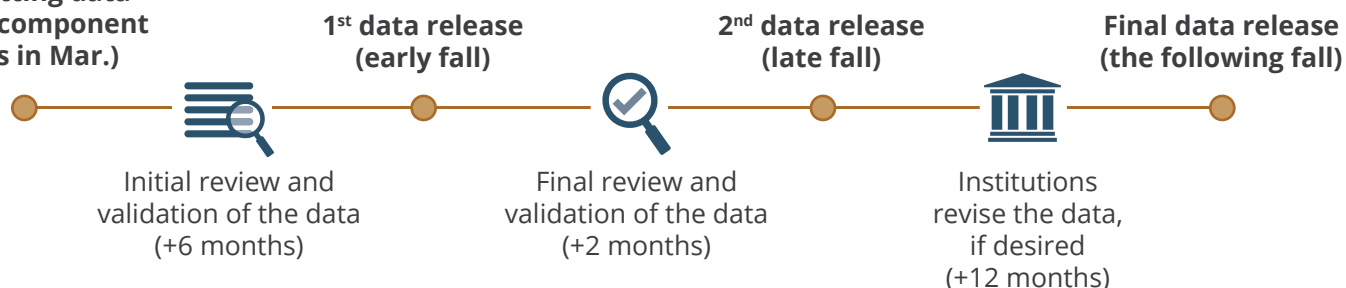 component
in Mar.)
1st data release
(early fall)
2nd data release
(late fall)
Final data release
(the following fall)
Initial review and
validation of the data
(+6 months)
Final review and
validation of the data
(+2 months)
Institutions
revise the data,
if desired
(+12 months)